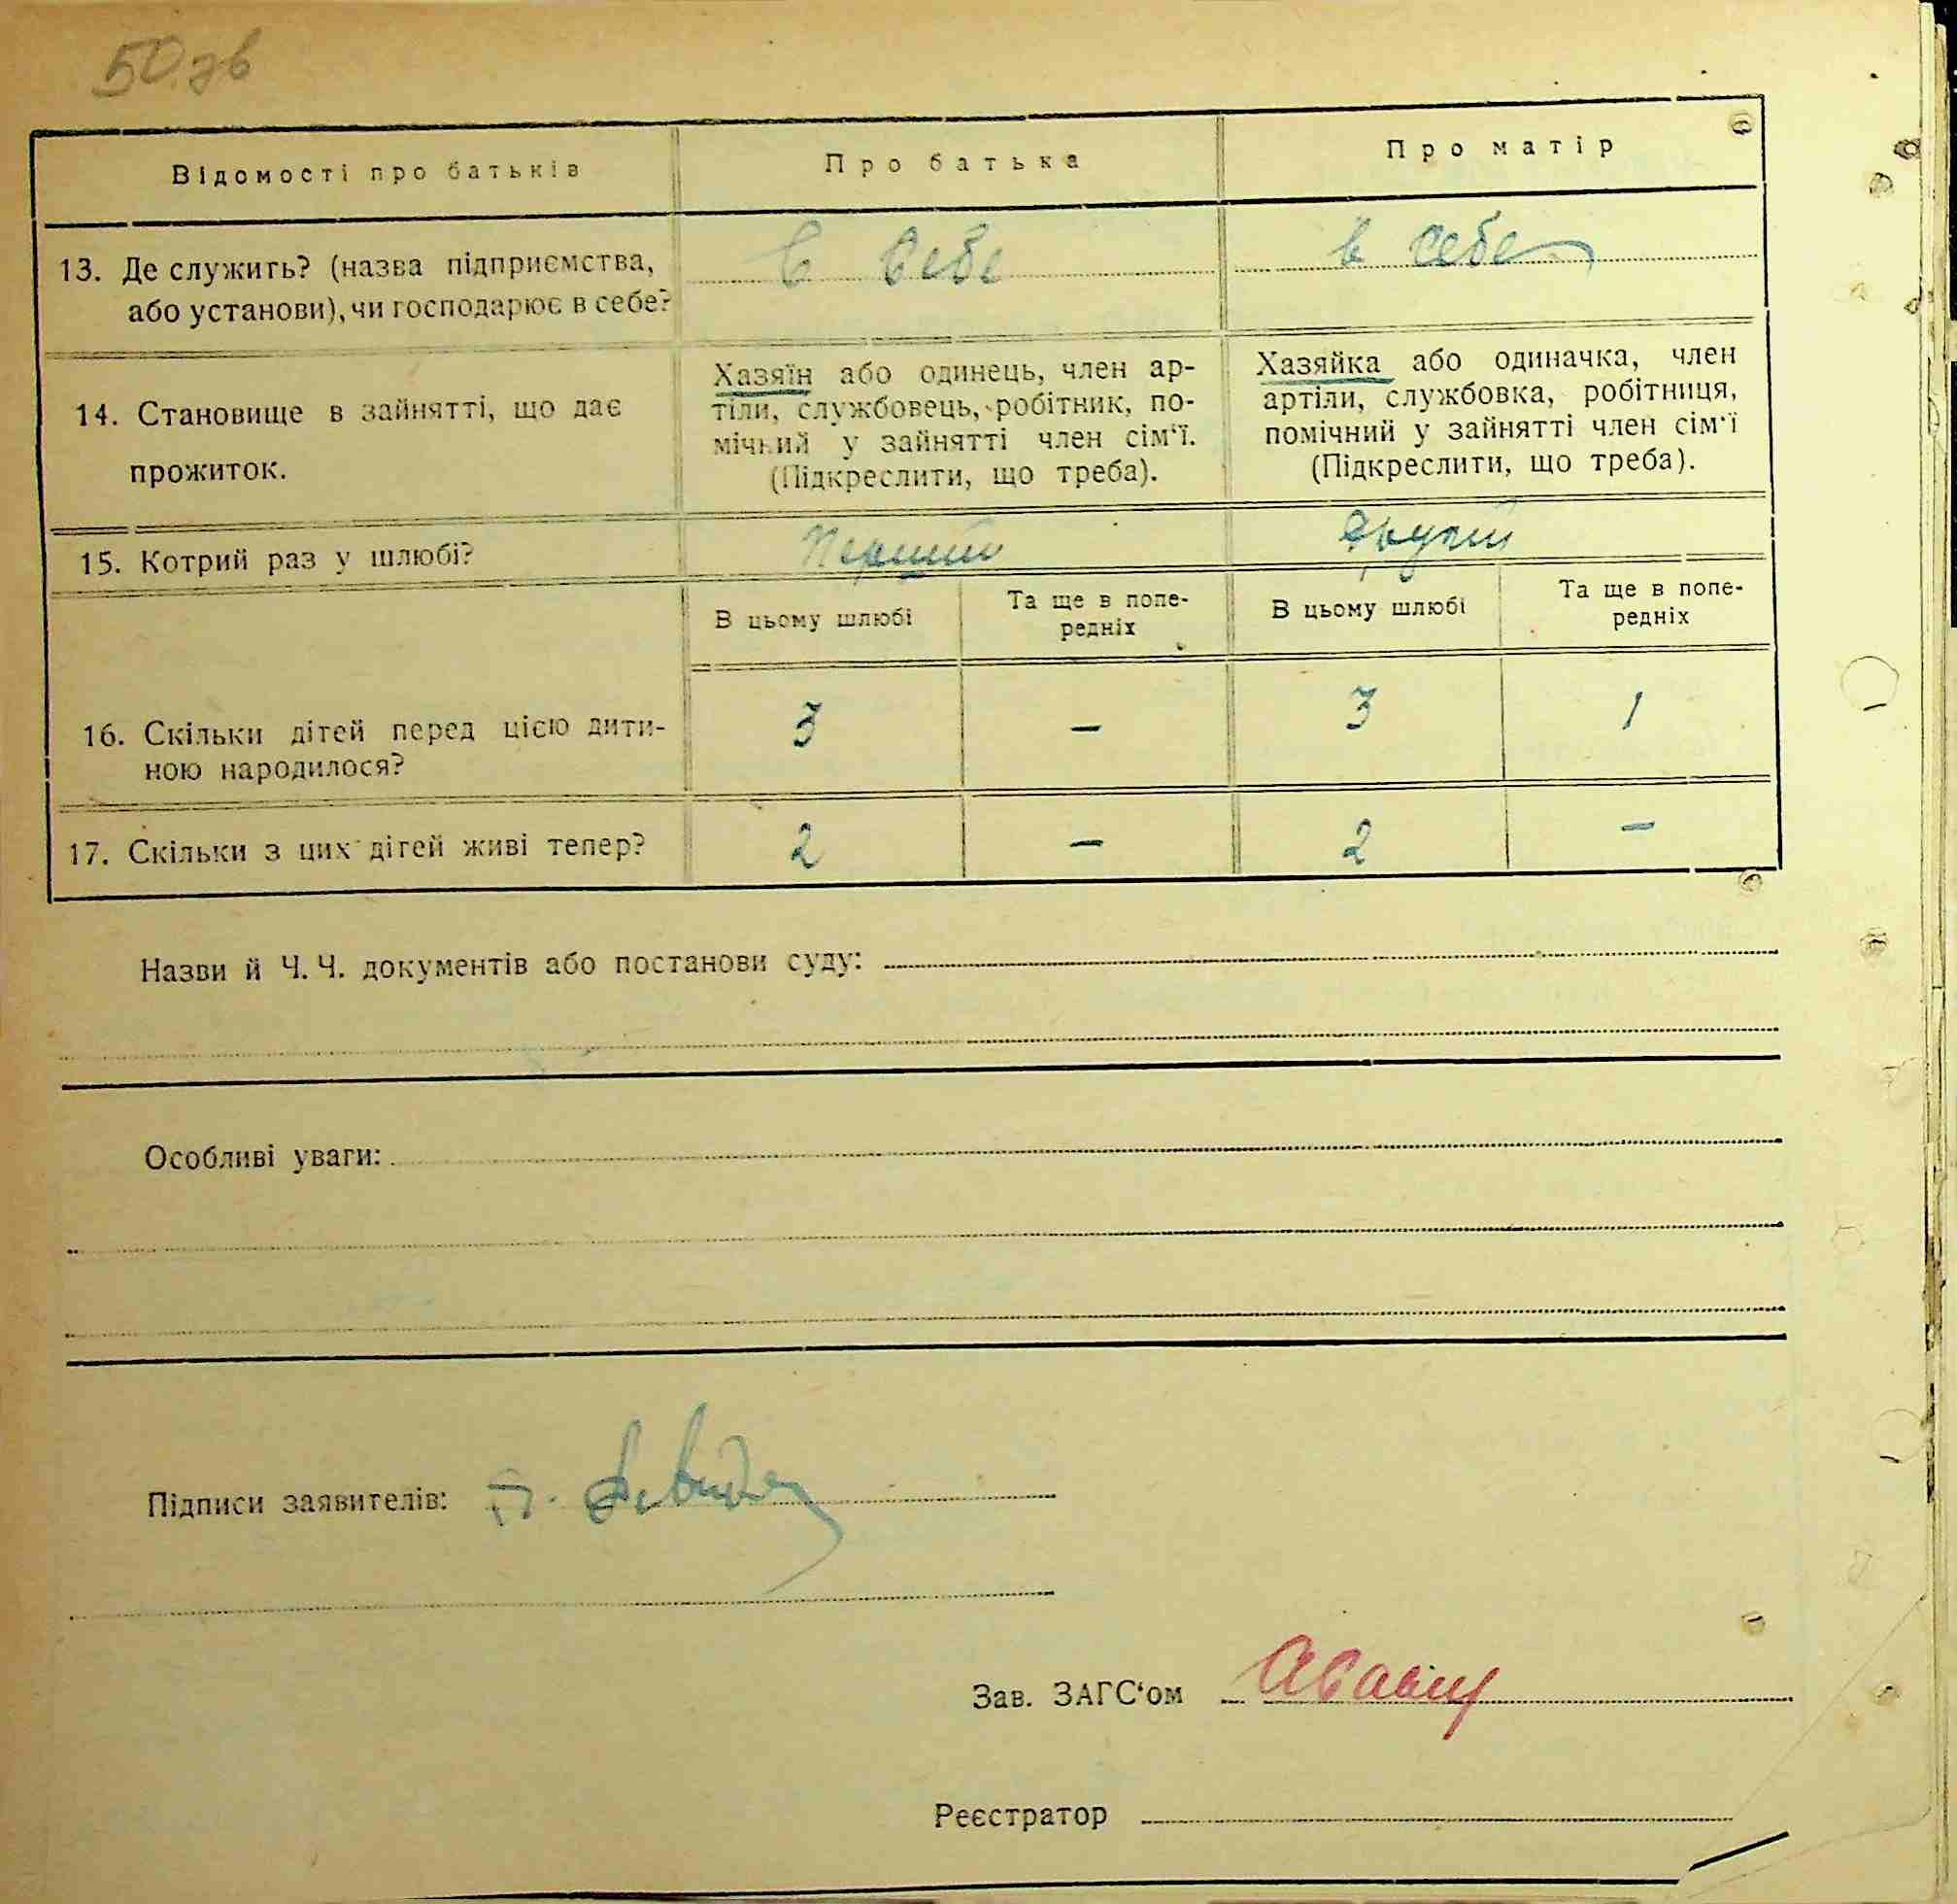 50 зв
Відомості про батьків Про батька Про матір
13. Де служить? (назва підприємства, в себе в себе
або установи), чи господарює в себе?
Хазяїн або одинець, член ар- Хазяйка або одиначка, член
14. Становище в зайнятті, що дає тіли, службовець, робітник, по- артіли, службовка, робітниця,
мічний у зайнятті член сім'ї. помічний у зайнятті член сім'ї
прожиток. (Підкреслити, що треба). (Підкреслити, що треба).
15. Котрий раз у шлюбі? Перший другий
В цьому шлюбі Та ще в попе- В цьому шлюбі Та ще в попе-
редніх редніх
16. Скільки дітей перед цією дити- 3 — 3 1
ною народилося?
17. Скільки з цих дітей живі тепер? 2 — 2 —
Назви й Ч. Ч. документів або постанови суду:
Особливі уваги:
Підписи заявителів:
Зав. ЗАГС'ом
Реєстратор